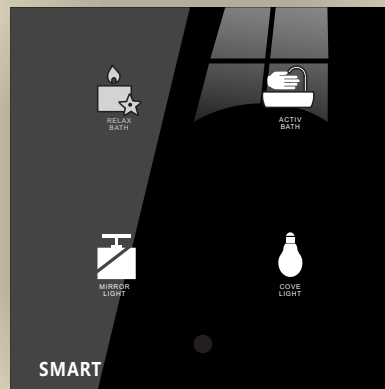 RELAX
BATH
ACTIV
BATH
MIRROR
LIGHT
COVE
LIGHT
SMART